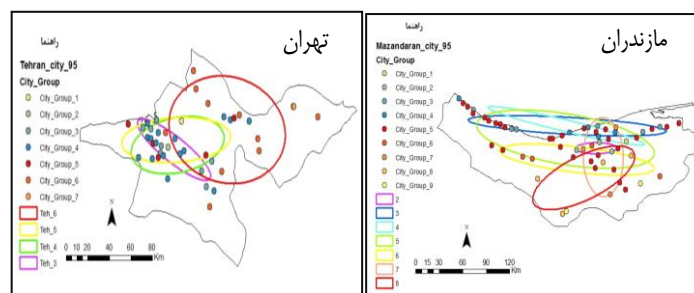 راهنما
تهران
Tehran_city_95
City_Group
City_Group_1
City_Group_2
City_Group_3
City_Group_4
City_Group_5
City_Group_6
City_Group_7
Teh_6
Teh_5
Teh_4
Teh_3
N
0 10 20 40 60 80
Km
راهنما
مازندران
Mazandaran_city_95
City_Group
City_Group_1
City_Group_2
City_Group_3
City_Group_4
City_Group_5
City_Group_6
City_Group_7
City_Group_8
City_Group_9
2
3
4
5
6
7
8
N
0 15 30 60 90 120
Km